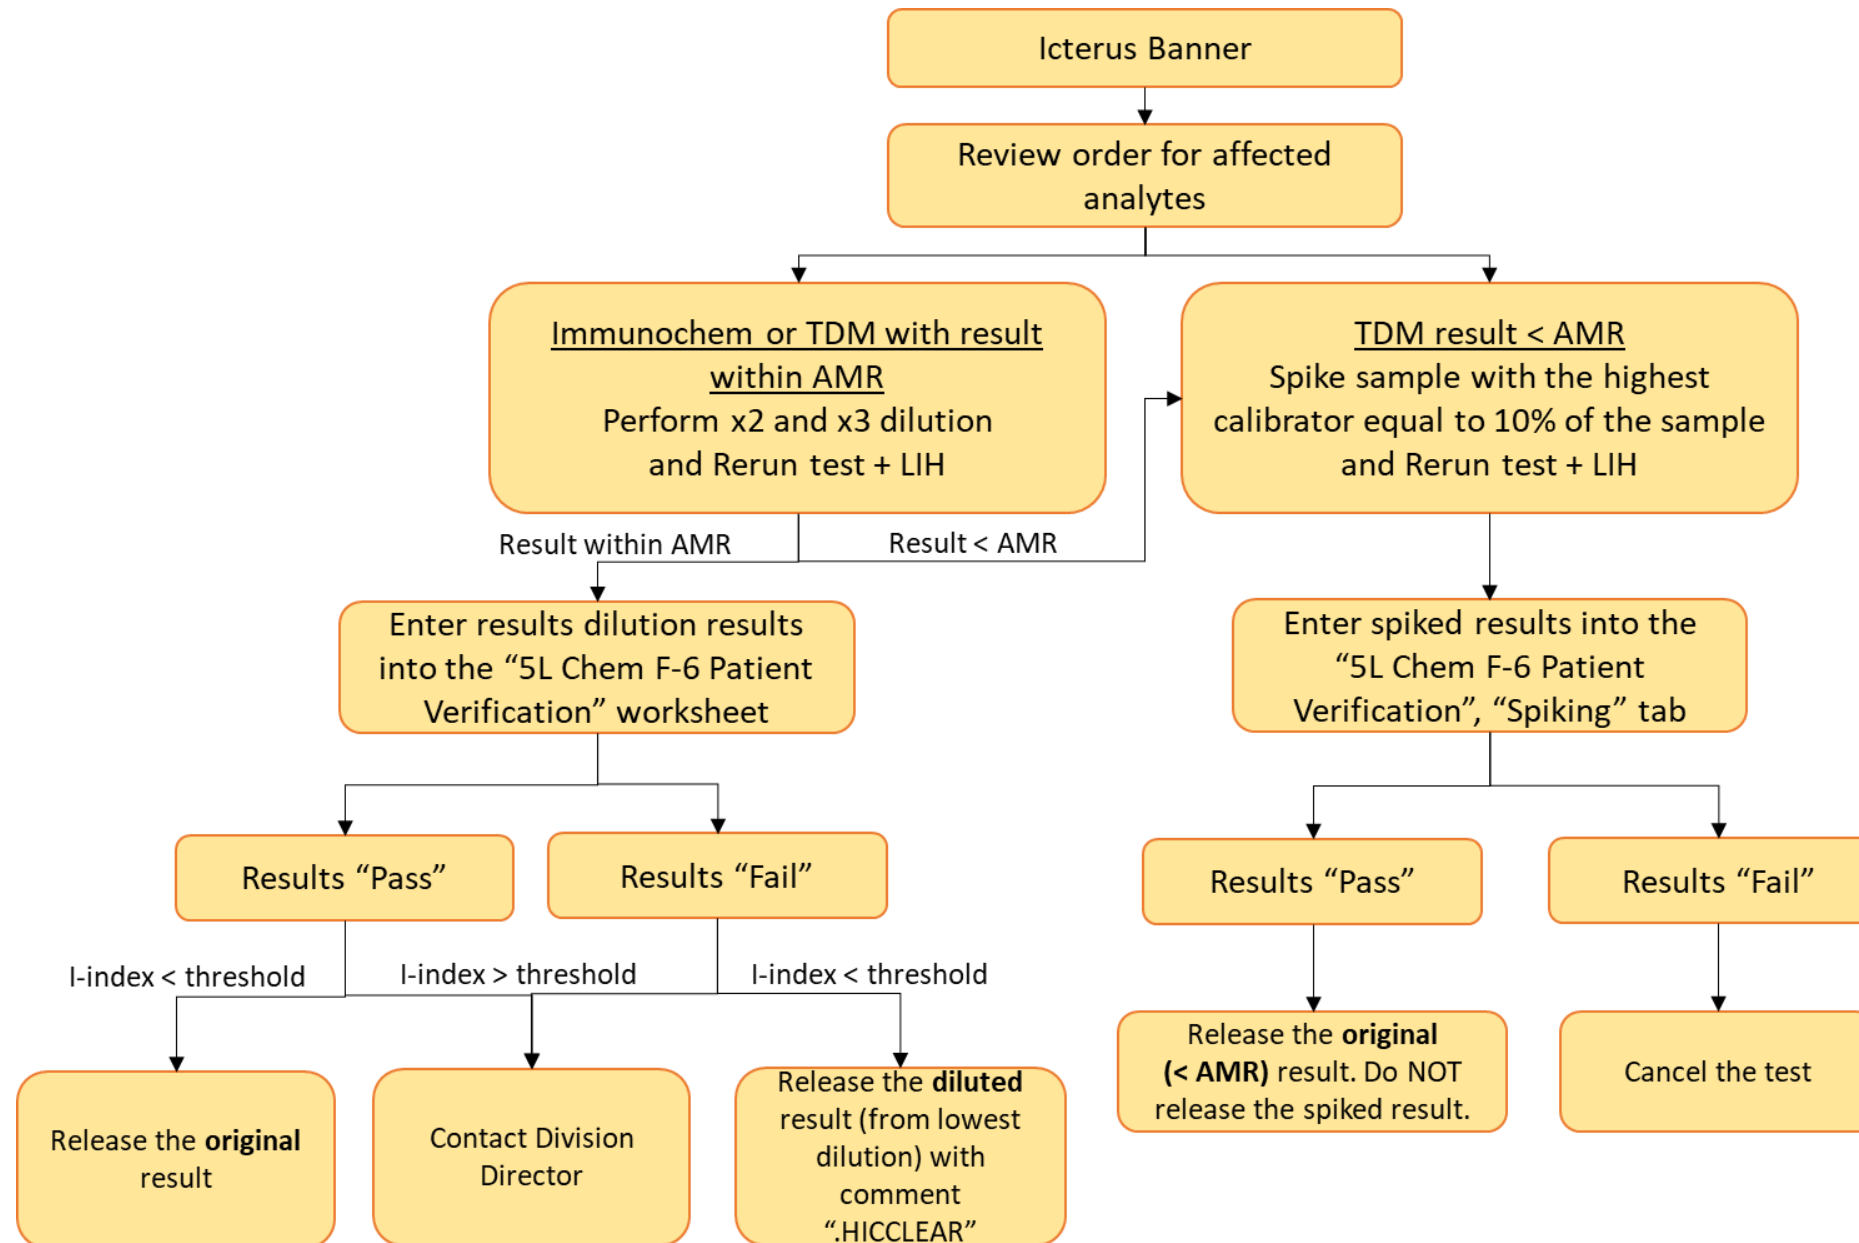 Icterus Banner
Review order for affected
analytes
Immunochem or TDM with result
within AMR
Perform x2 and x3 dilution
and Rerun test + LIH
TDM result < AMR
Spike sample with the highest
calibrator equal to 10% of the sample
and Rerun test + LIH
Result within AMR
Result < AMR
Enter results dilution results
into the “5L Chem F-6 Patient
Verification” worksheet
Enter spiked results into the
“5L Chem F-6 Patient
Verification”, “Spiking” tab
Results “Pass”
Results “Fail”
Results “Pass”
Results “Fail”
I-index < threshold
I-index > threshold
I-index < threshold
Release the original
result
Contact Division
Director
Release the diluted
result (from lowest
dilution) with
comment
“.HICCLEAR”
Release the original
(< AMR) result. Do NOT
release the spiked result.
Cancel the test